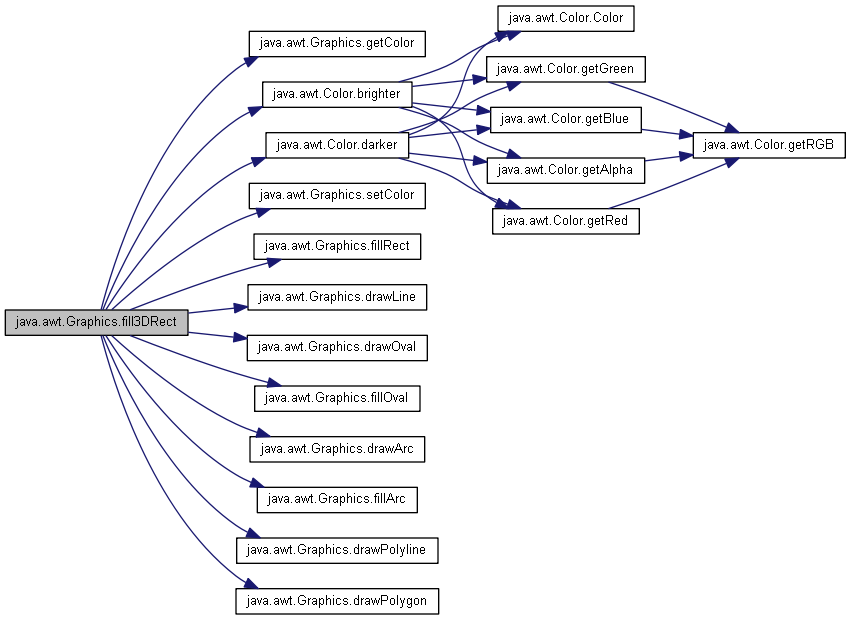 java.awt.Graphics.fill3DRect
java.awt.Graphics.getColor
java.awt.Color.brighter
java.awt.Color.darker
java.awt.Graphics.setColor
java.awt.Graphics.fillRect
java.awt.Graphics.drawLine
java.awt.Graphics.drawOval
java.awt.Graphics.fillOval
java.awt.Graphics.drawArc
java.awt.Graphics.fillArc
java.awt.Graphics.drawPolyline
java.awt.Graphics.drawPolygon
java.awt.Color.Color
java.awt.Color.getGreen
java.awt.Color.getBlue
java.awt.Color.getAlpha
java.awt.Color.getRed
java.awt.Color.getRGB